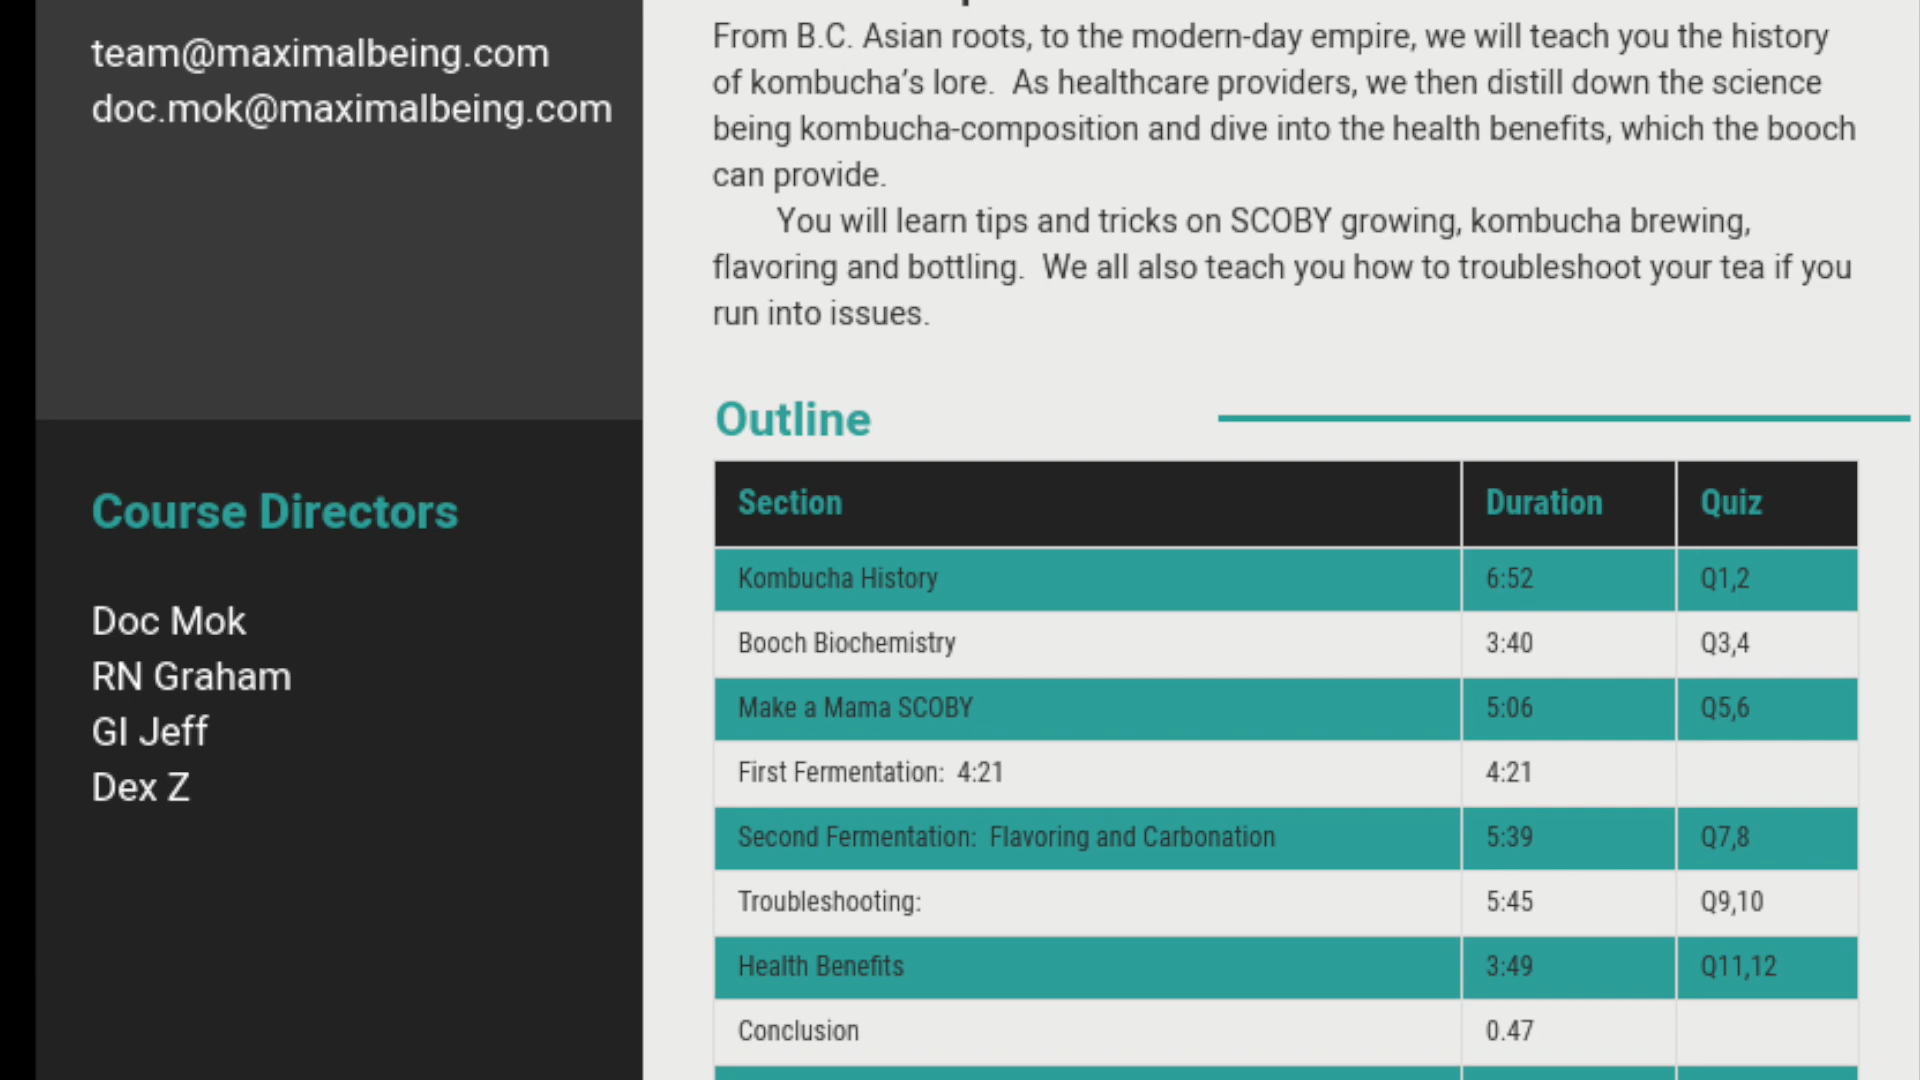 team@maximalbeing.com
doc.mok@maximalbeing.com
Course Directors
Doc Mok
RN Graham
GI Jeff
Dex Z
From B.C. Asian roots, to the modern-day empire, we will teach you the history
of kombucha’s lore.  As healthcare providers, we then distill down the science
being kombucha-composition and dive into the health benefits, which the booch
can provide.
You will learn tips and tricks on SCOBY growing, kombucha brewing,
flavoring and bottling.  We all also teach you how to troubleshoot your tea if you
run into issues.
Outline
Section Duration Quiz
Kombucha History 6:52 Q1,2
Booch Biochemistry 3:40 Q3,4
Make a Mama SCOBY 5:06 Q5,6
First Fermentation:  4:21 4:21
Second Fermentation:  Flavoring and Carbonation 5:39 Q7,8
Troubleshooting: 5:45 Q9,10
Health Benefits 3:49 Q11,12
Conclusion 0.47